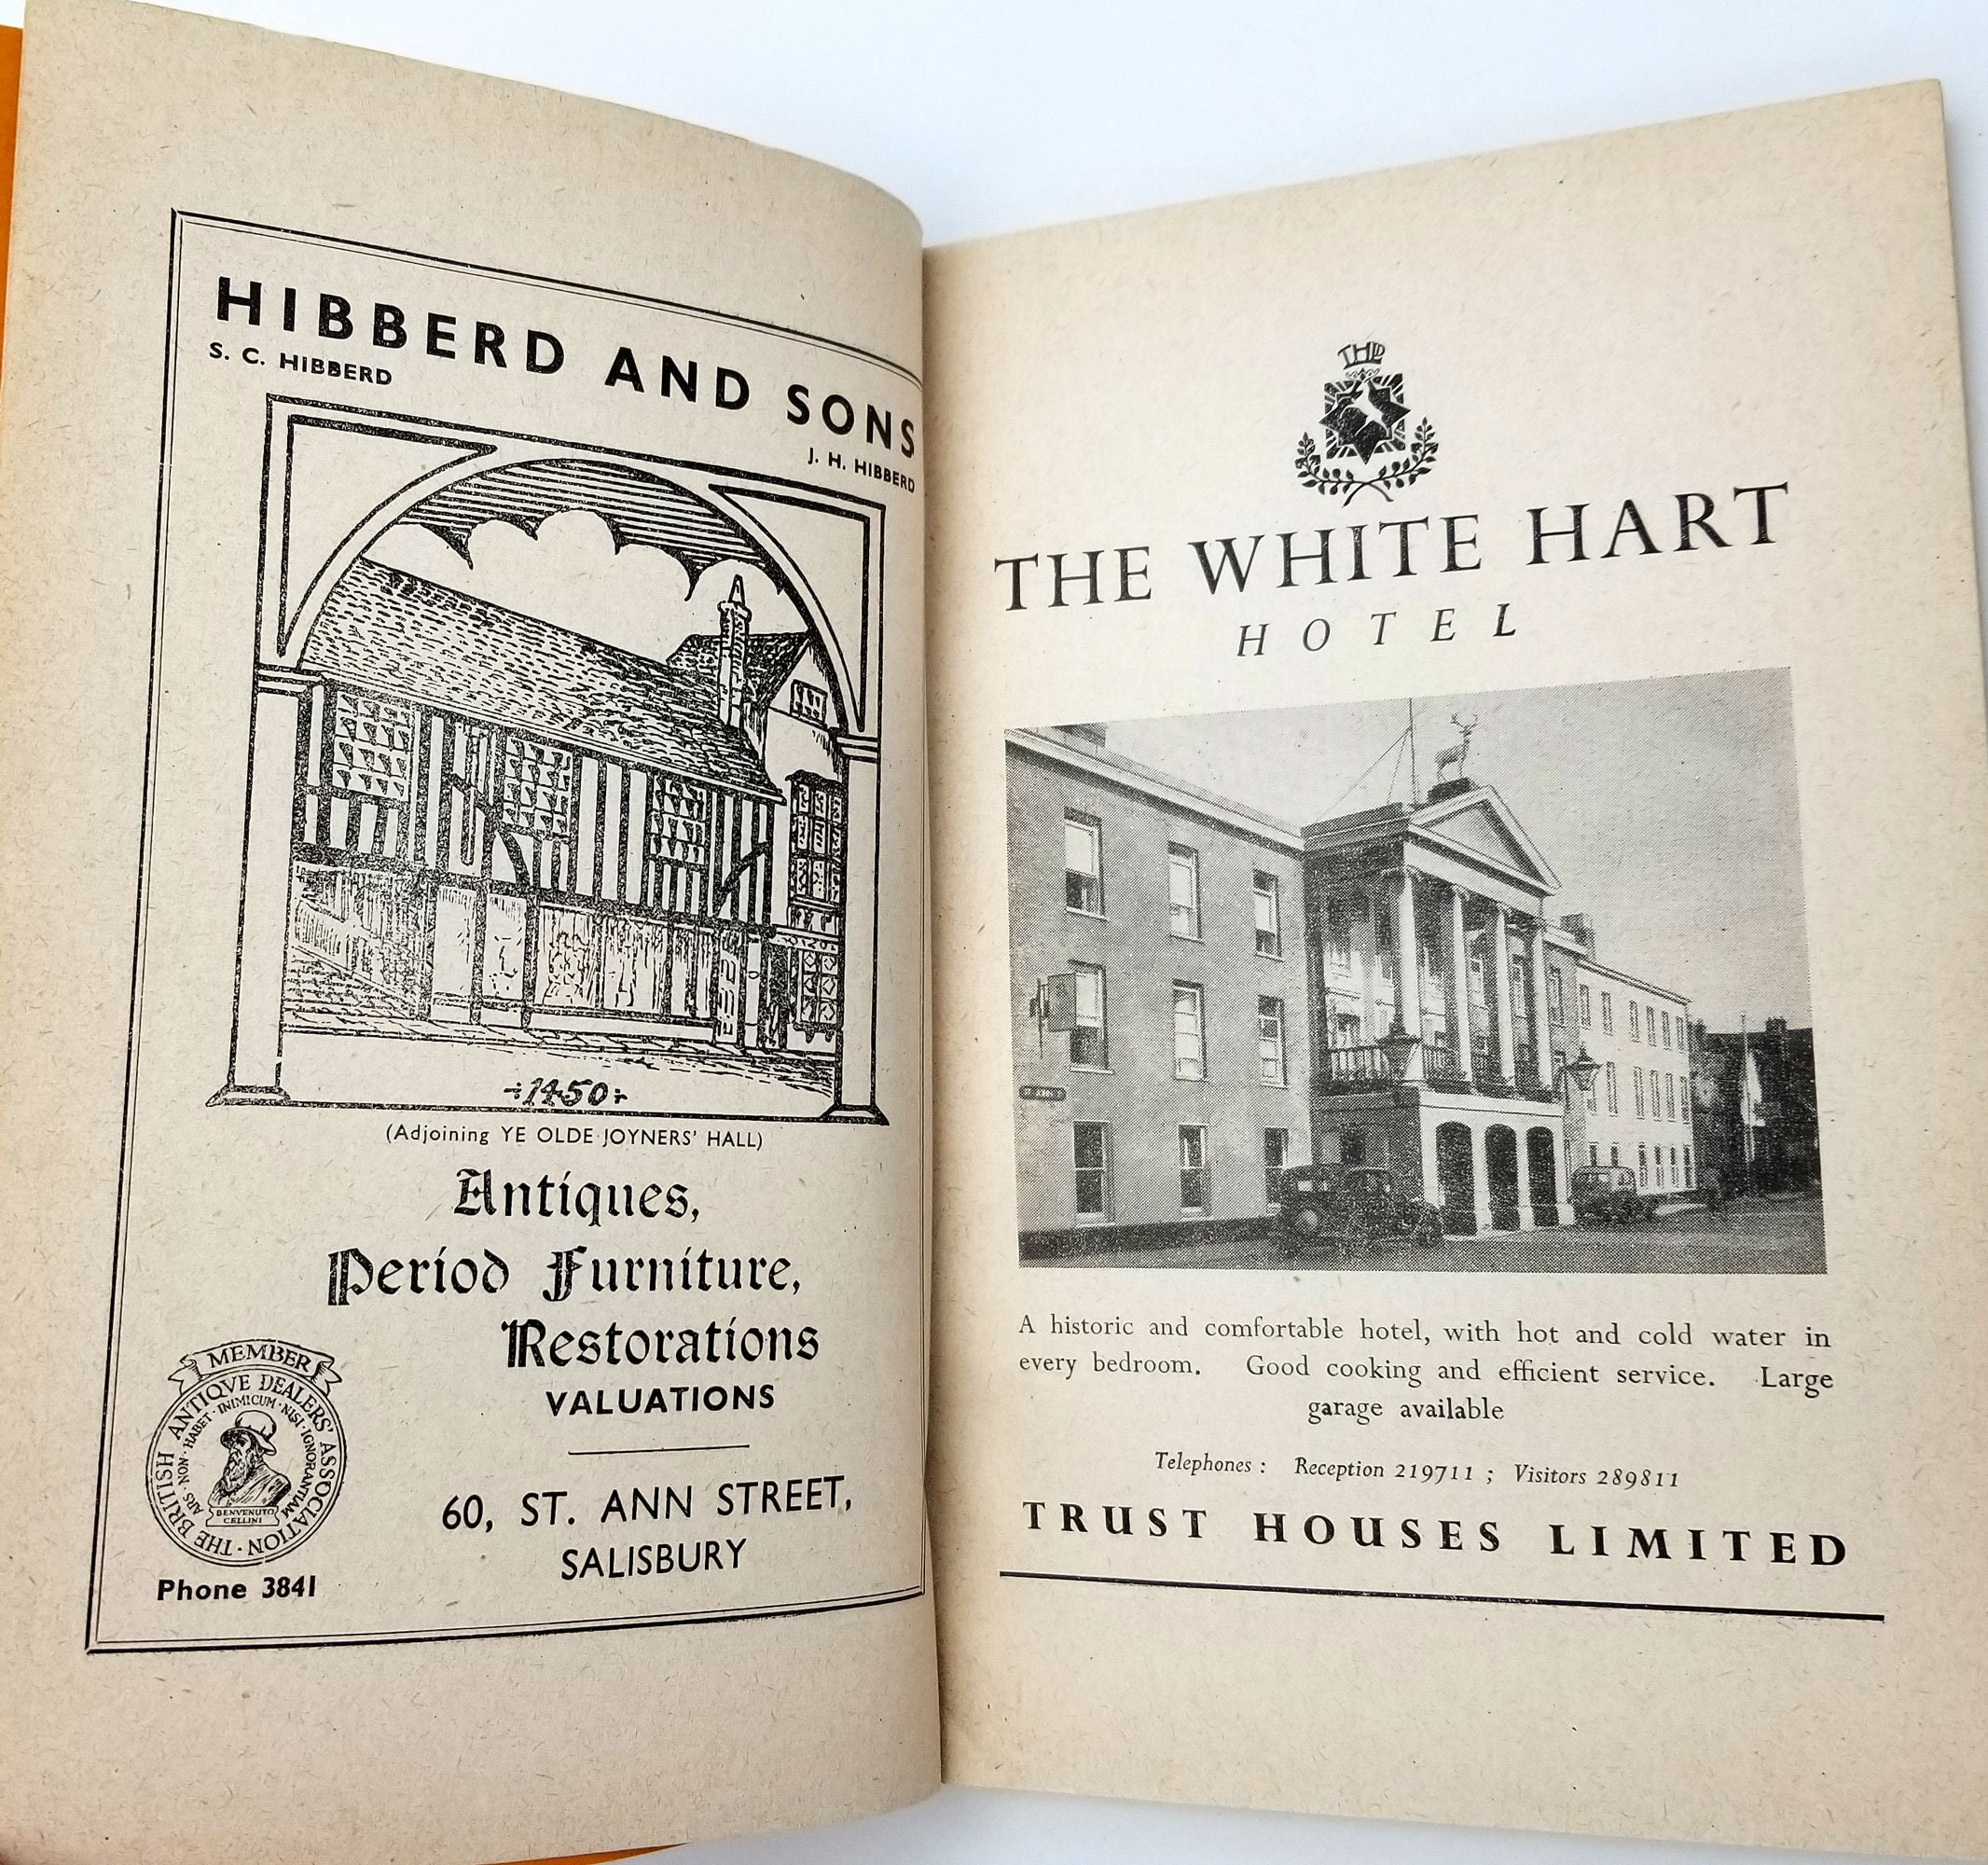 HIBBERD AND SONS
S. C. HIBBERD
J. H. HIBBERD
1450
(Adjoining YE OLDE JOYNERS' HALL)
Antiques,
Period Furniture,
Restorations
VALUATIONS
60, ST. ANN STREET,
SALISBURY
MEMBER
THE BRITISH ANTIQVE DEALERS' ASSOCIATION
ARS · NON · HABET · INIMICUM · NISI · IGNORANTIAM
BENVENUTO
CELLINI
Phone 3841
THE WHITE HART
HOTEL
A historic and comfortable hotel, with hot and cold water in
every bedroom. Good cooking and efficient service. Large
garage available
Telephones : Reception 219711 ; Visitors 289811
TRUST HOUSES LIMITED